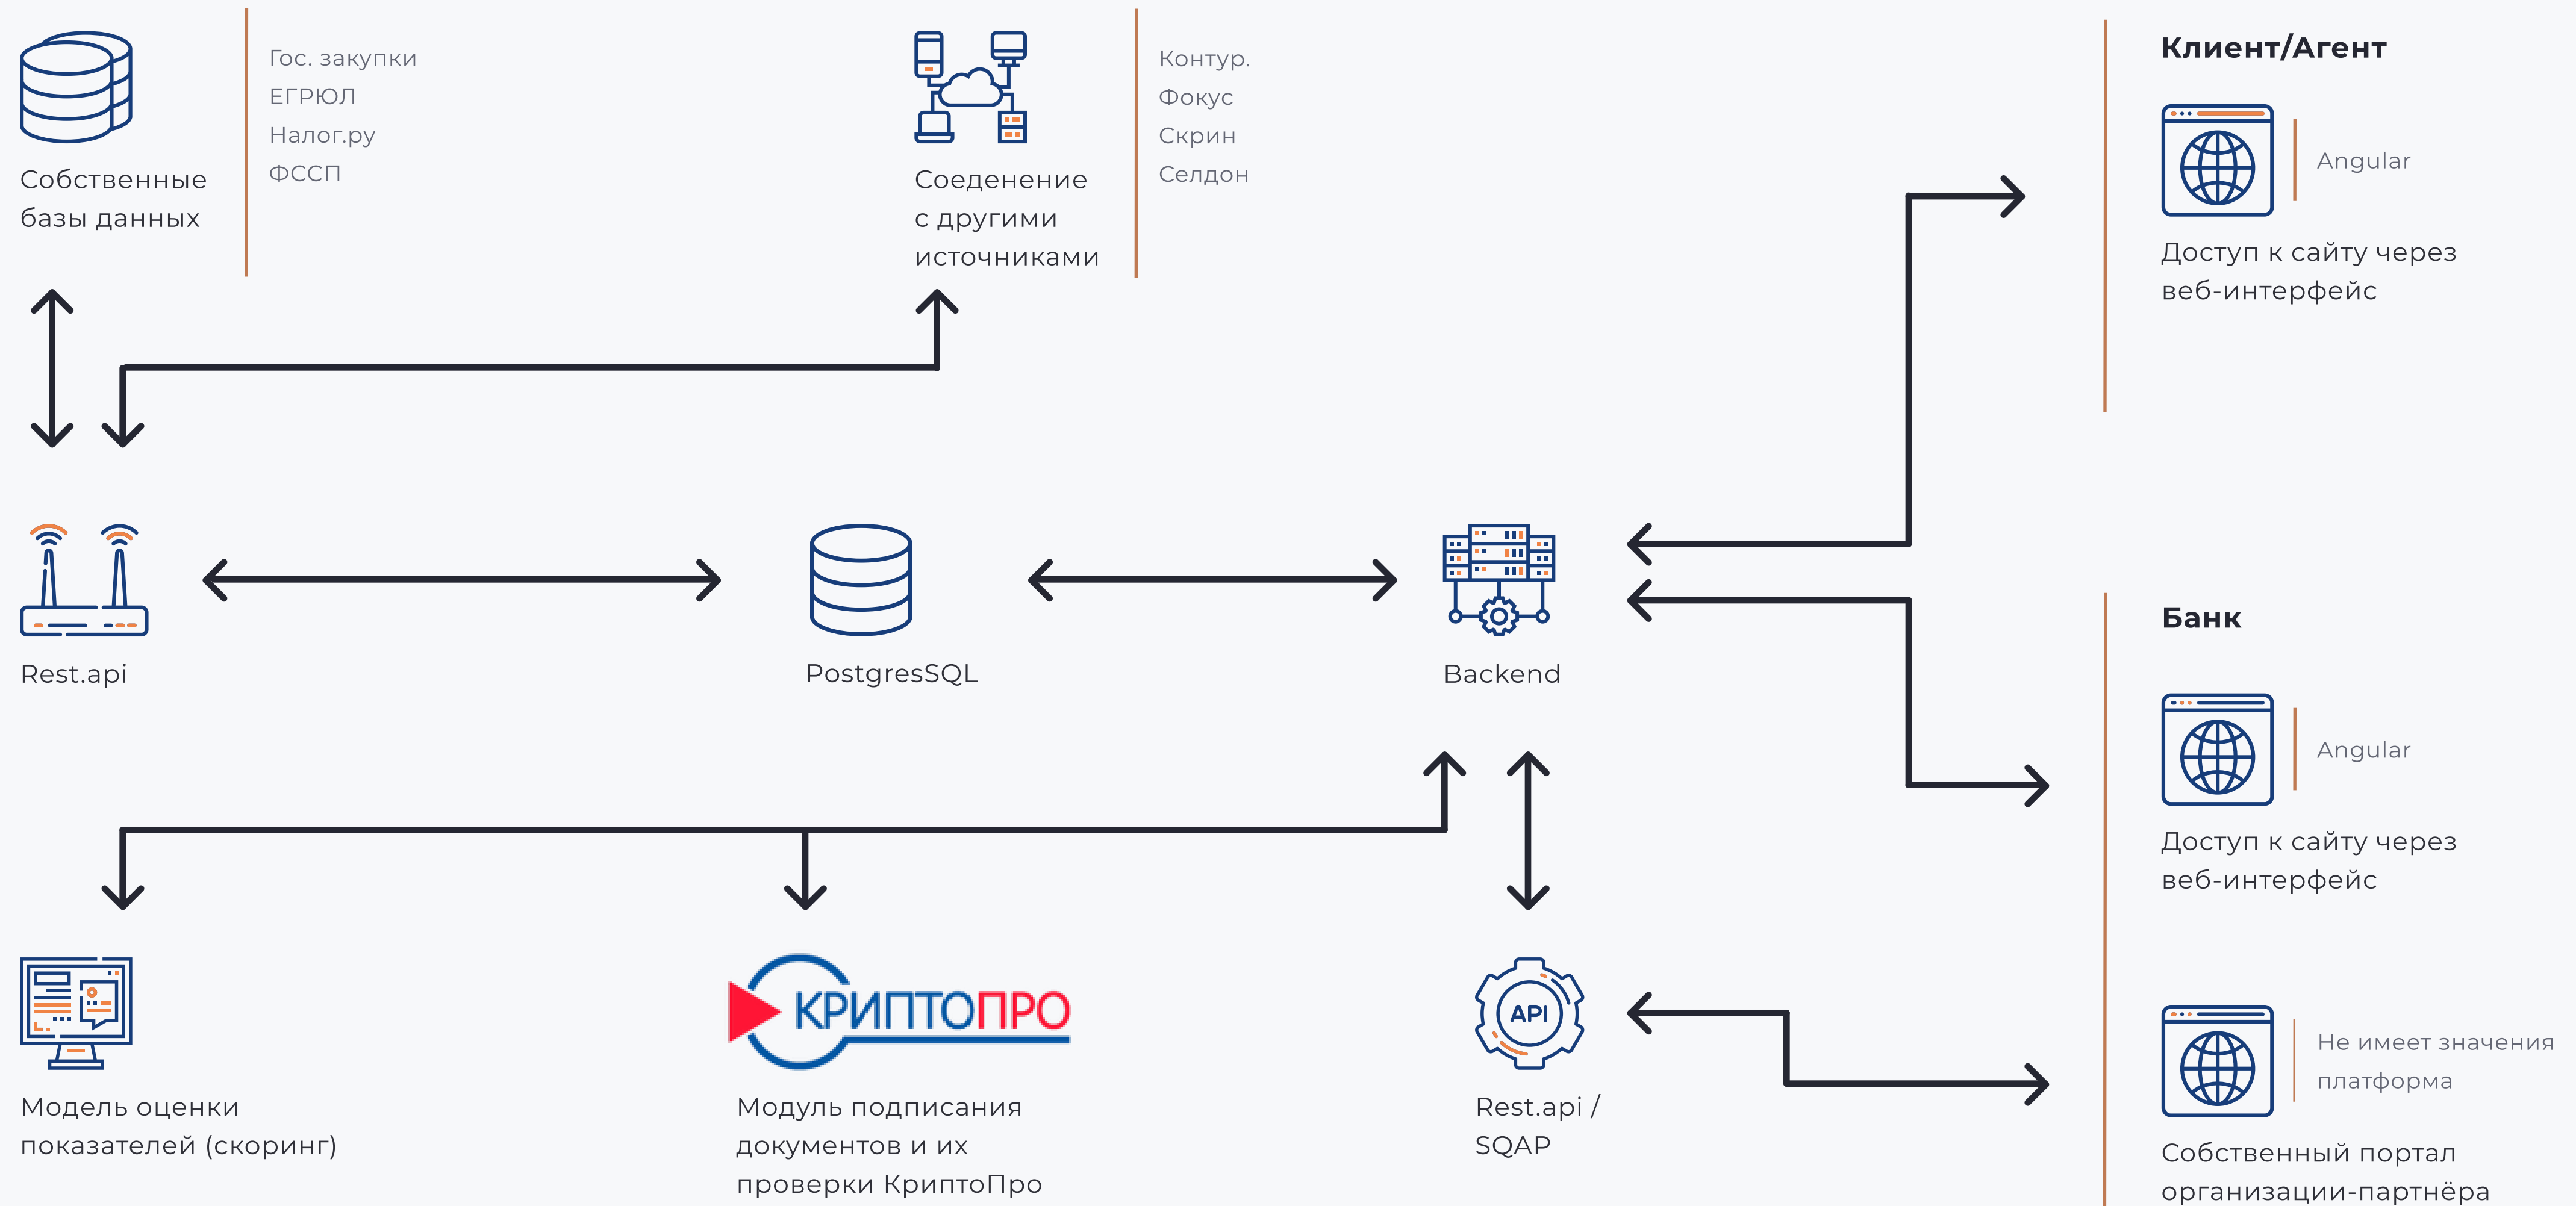 Собственные
базы данных
Гос. закупки
ЕГРЮЛ
Налог.ру
ФССП
Соеденение
с другими
источниками
Контур.
Фокус
Скрин
Селдон
Клиент/Агент
Angular
Доступ к сайту через
веб-интерфейс
Rest.api
PostgresSQL
Backend
Банк
Angular
Доступ к сайту через
веб-интерфейс
Модель оценки
показателей (скоринг)
КРИПТОПРО
Модуль подписания
документов и их
проверки КриптоПро
API
Rest.api /
SQAP
Не имеет значения
платформа
Собственный портал
организации-партнёра